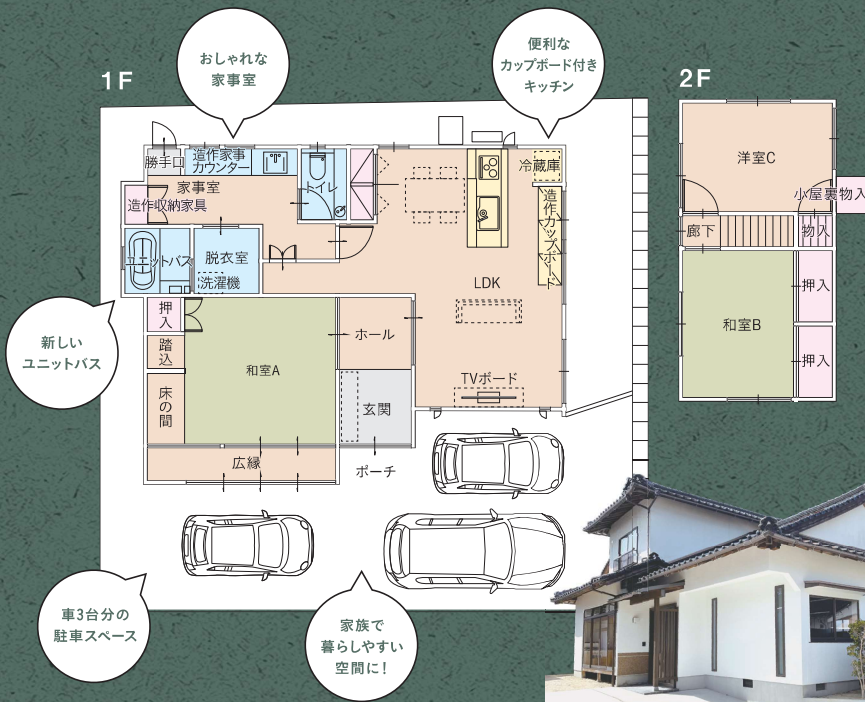 1F
おしゃれな
家事室
便利な
カップボード付き
キッチン
2F
勝手口
造作家事
カウンター
家事室
造作収納家具
トイレ
冷蔵庫
造作カップボード
ユニットバス
脱衣室
洗濯機
LDK
押入
踏込
床の間
和室A
ホール
玄関
TVボード
広縁
ポーチ
洋室C
小屋裏物入
廊下
物入
和室B
押入
押入
新しい
ユニットバス
車3台分の
駐車スペース
家族で
暮らしやすい
空間に!